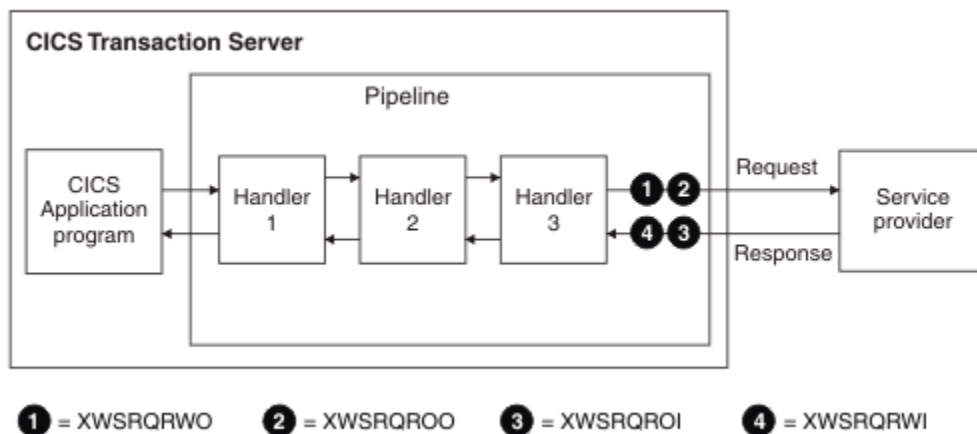 CICS Transaction Server
Pipeline
CICS
Application
program
Handler
1
Handler
2
Handler
3
1 2
4 3
Request
Response
Service
provider
1 = XWSRQRWO 2 = XWSRQROO 3 = XWSRQROI 4 = XWSRQRWI